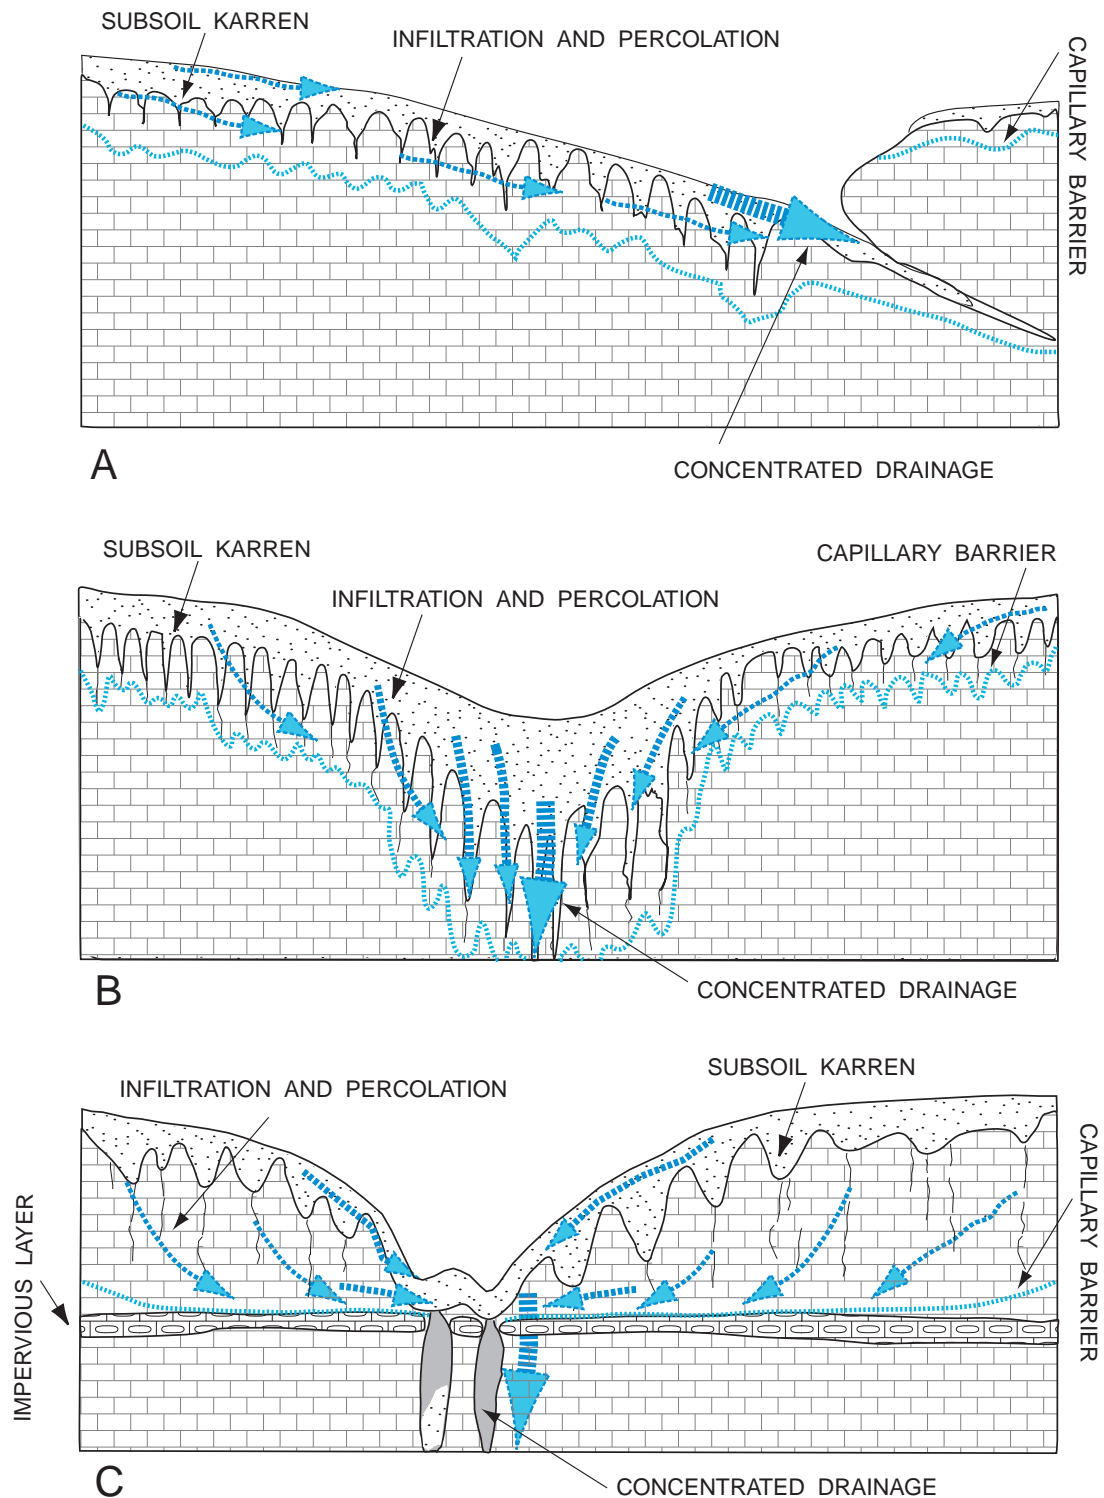 SUBSOIL KARREN
INFILTRATION AND PERCOLATION
CAPILLARY BARRIER
A
CONCENTRATED DRAINAGE
SUBSOIL KARREN
CAPILLARY BARRIER
INFILTRATION AND PERCOLATION
B
CONCENTRATED DRAINAGE
SUBSOIL KARREN
INFILTRATION AND PERCOLATION
CAPILLARY BARRIER
IMPERVIOUS LAYER
C
CONCENTRATED DRAINAGE